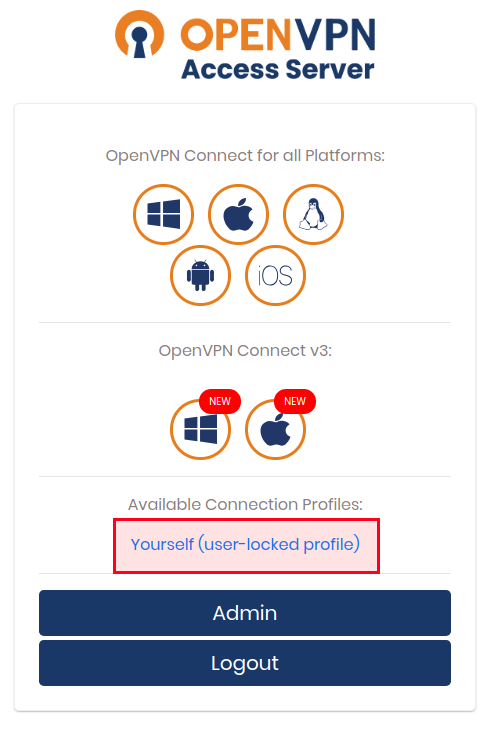 OPENVPN
Access Server
OpenVPN Connect for all Platforms:
iOS
OpenVPN Connect v3:
NEW NEW
Available Connection Profiles:
Yourself (user-locked profile)
Admin
Logout